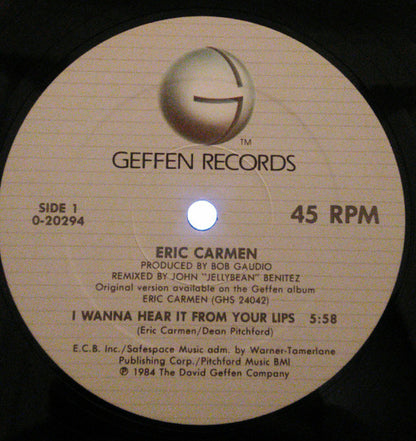 TM
GEFFEN RECORDS
SIDE 1
0-20294
45 RPM
ERIC CARMEN
PRODUCED BY BOB GAUDIO
REMIXED BY JOHN "JELLYBEAN" BENITEZ
Original version available on the Geffen album
ERIC CARMEN (GHS 24042)
I WANNA HEAR IT FROM YOUR LIPS 5:58
(Eric Carmen/Dean Pitchford)
E.C.B. Inc./Safespace Music adm. by Warner-Tamerlane
Publishing Corp./Pitchford Music BMI
℗ 1984 The David Geffen Company